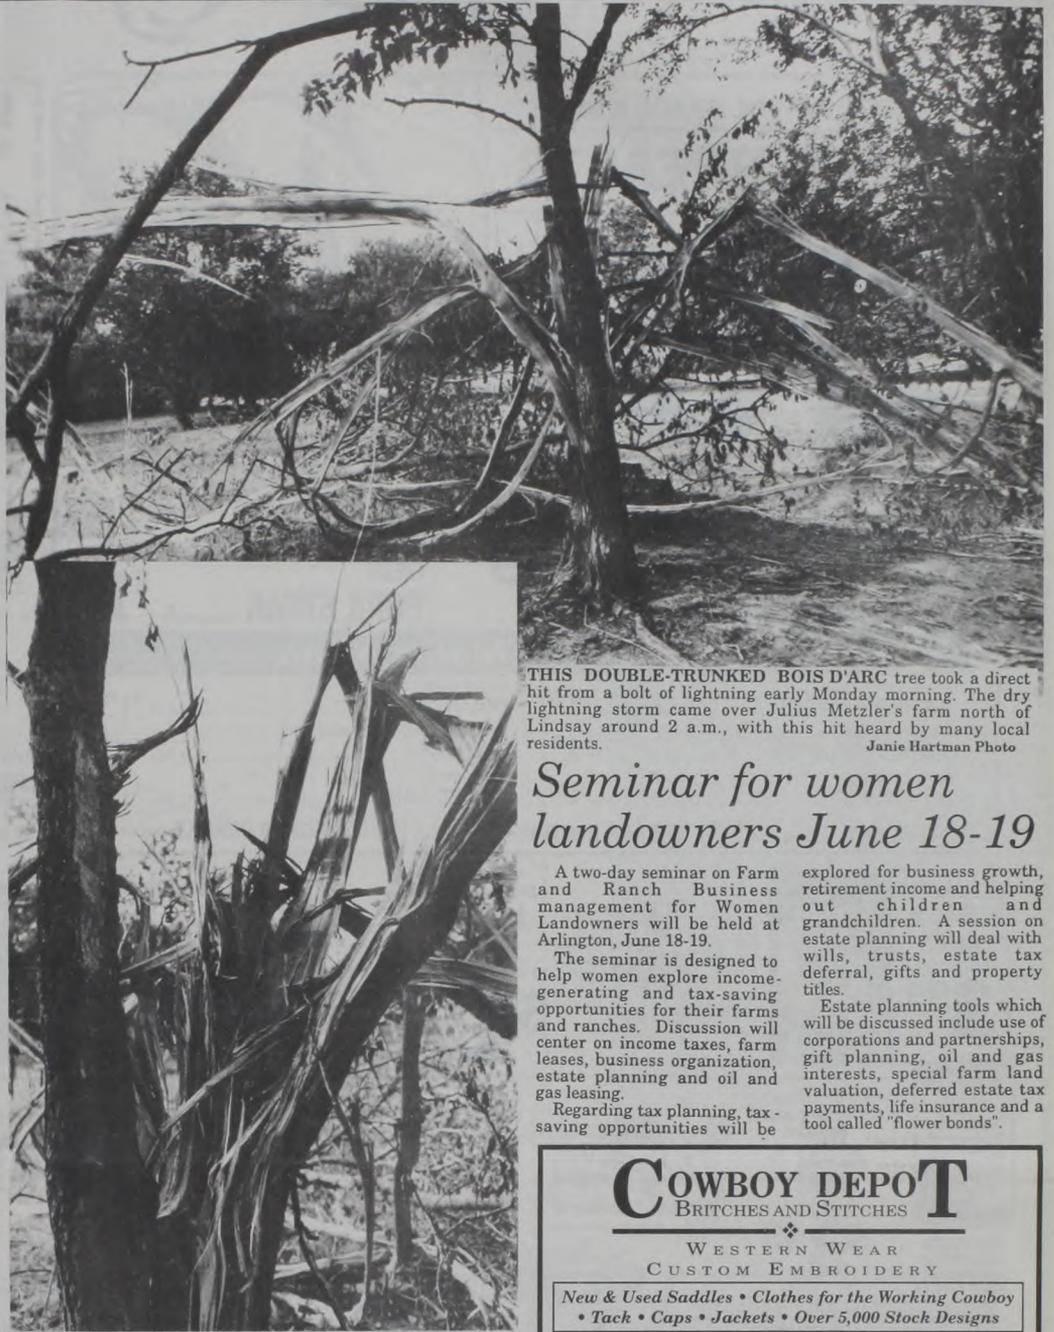 THIS DOUBLE-TRUNKED BOIS D'ARC tree took a direct
hit from a bolt of lightning early Monday morning. The dry
lightning storm came over Julius Metzler's farm north of
Lindsay around 2 a.m., with this hit heard by many local
residents. Janie Hartman Photo
Seminar for women
landowners June 18-19
A two-day seminar on Farm
and Ranch Business
management for Women
Landowners will be held at
Arlington, June 18-19.
The seminar is designed to
help women explore income-
generating and tax-saving
opportunities for their farms
and ranches. Discussion will
center on income taxes, farm
leases, business organization,
estate planning and oil and
gas leasing.
Regarding tax planning, tax-
saving opportunities will be
explored for business growth,
retirement income and helping
out children and
grandchildren. A session on
estate planning will deal with
wills, trusts, estate tax
deferral, gifts and property
titles.
Estate planning tools which
will be discussed include use of
corporations and partnerships,
gift planning, oil and gas
interests, special farm land
valuation, deferred estate tax
payments, life insurance and a
tool called "flower bonds".
COWBOY DEPOT
BRITCHES AND STITCHES
WESTERN WEAR
CUSTOM EMBROIDERY
New & Used Saddles • Clothes for the Working Cowboy
• Tack • Caps • Jackets • Over 5,000 Stock Designs